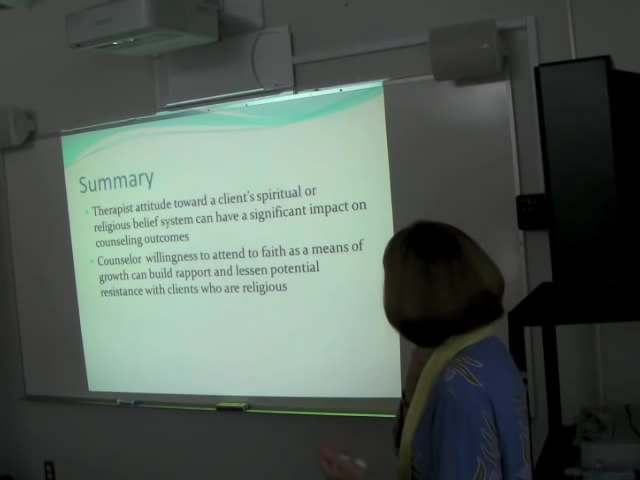 Summary
Therapist attitude toward a client's spiritual or
religious belief system can have a significant impact on
counseling outcomes
Counselor willingness to attend to faith as a means of
growth can build rapport and lessen potential
resistance with clients who are religious